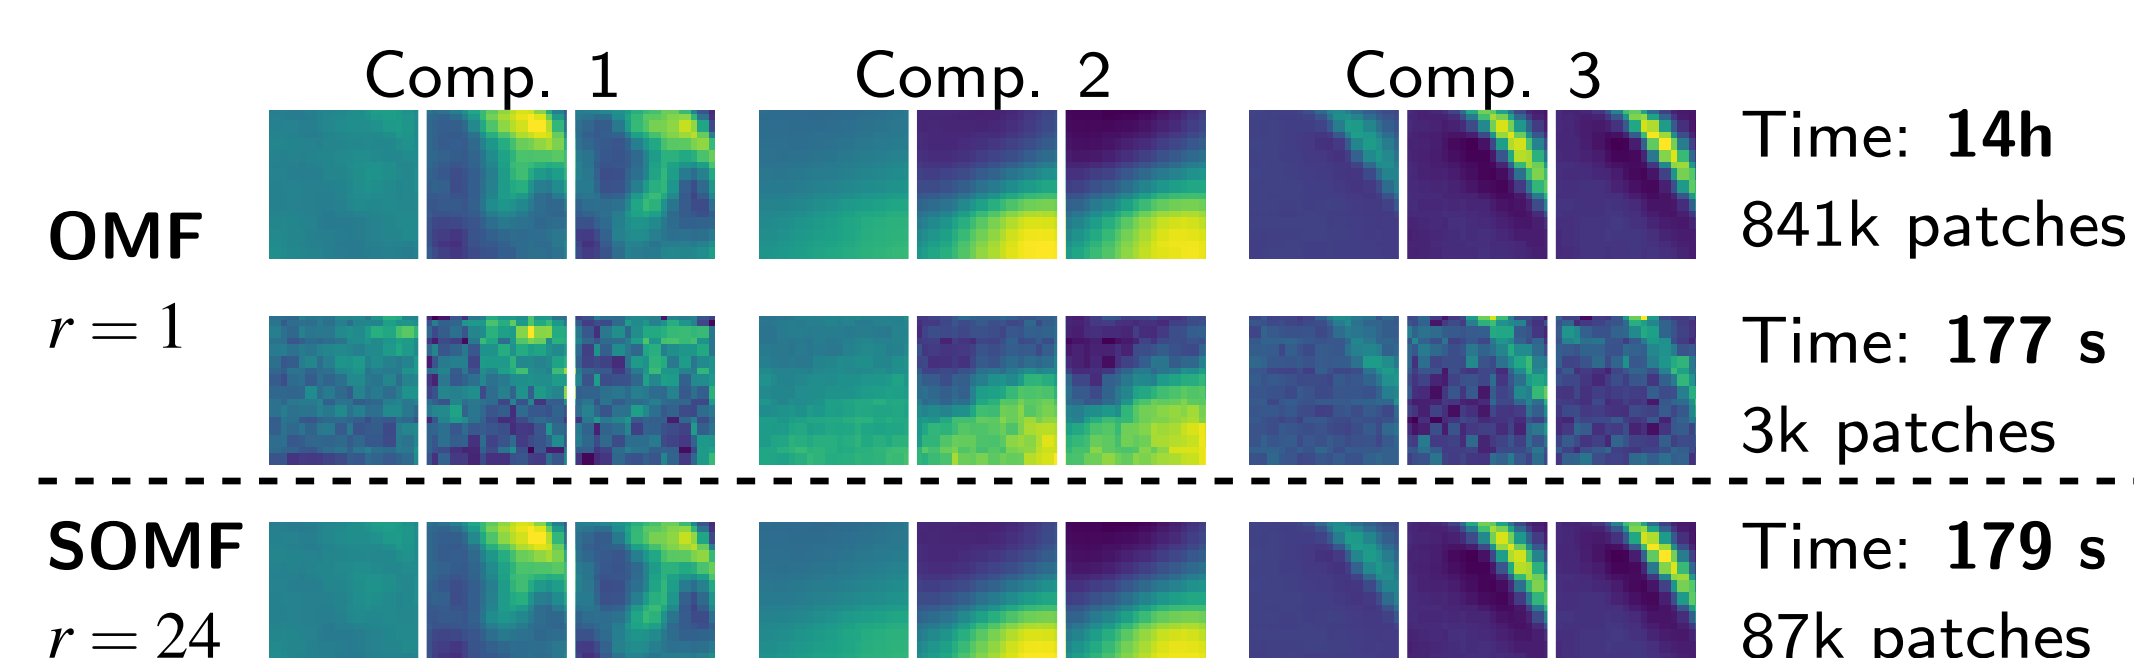 Comp. 1 Comp. 2 Comp. 3
Time: 14h
841k patches
OMF
r = 1
Time: 177 s
3k patches
SOMF
Time: 179 s
r = 24
87k patches